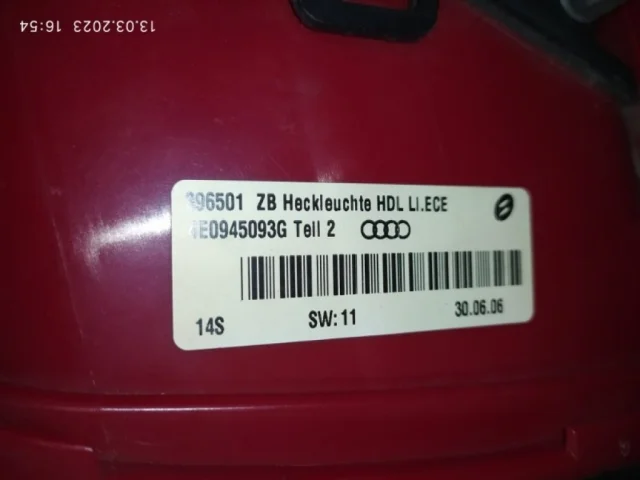 13.03.2023 16:54
396501 ZB Heckleuchte HDL LI.ECE
4E0945093G Teil 2
14S
SW: 11
30.06.06